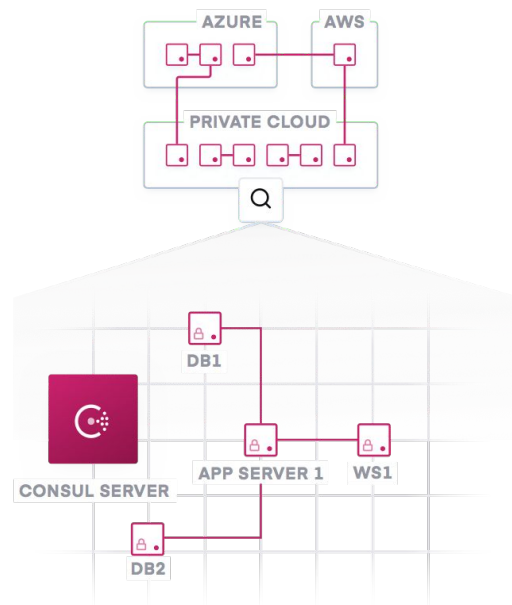 AZURE
AWS
PRIVATE CLOUD
DB1
APP SERVER 1
WS1
CONSUL SERVER
DB2